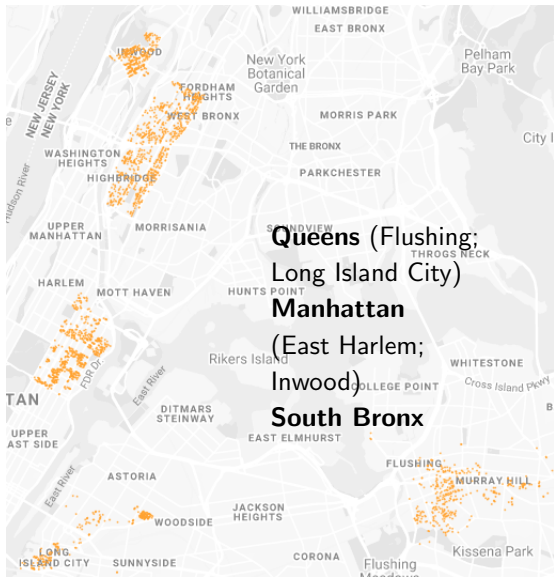 WILLIAMSBRIDGE
EAST BRONX
INWOOD
New York
Botanical
Garden
Pelham
Bay Park
NEW JERSEY
NEW YORK
FORDHAM
HEIGHTS
WEST BRONX
MORRIS PARK
City I
THE BRONX
WASHINGTON
HEIGHTS
HIGHBRIDGE
PARKCHESTER
Hudson River
UPPER
MANHATTAN
MORRISANIA
SOUNDVIEW
Queens (Flushing;
Long Island City)
Manhattan
(East Harlem;
Inwood)
South Bronx
THROGS NECK
HARLEM
MOTT HAVEN
HUNTS POINT
Rikers Island
WHITESTONE
FDR Dr
East River
COLLEGE POINT
Cross Island Pkwy
TAN
DITMARS
STEINWAY
B
UPPER
AST SIDE
EAST ELMHURST
FLUSHING
MURRAY HILL
ASTORIA
East River
WOODSIDE
JACKSON
HEIGHTS
LONG
ISLAND CITY
SUNNYSIDE
CORONA
Flushing
Meadows
Kissena Park